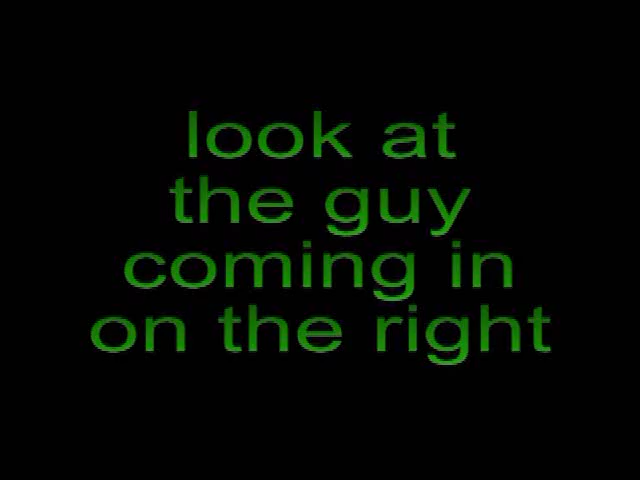 look at
the guy
coming in
on the right